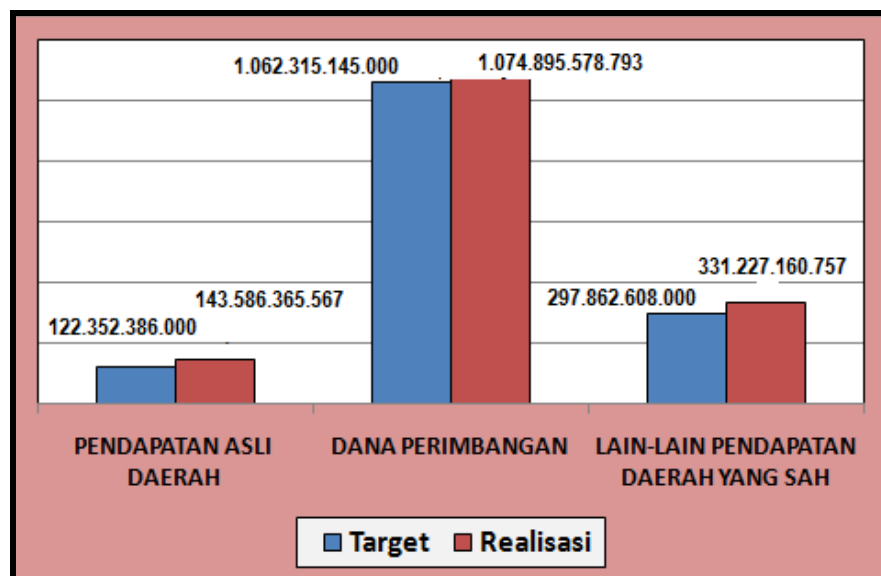 1.062.315.145.000
1.074.895.578.793
331.227.160.757
297.862.608.000
143.586.365.567
122.352.386.000
PENDAPATAN ASLI
DAERAH
DANA PERIMBANGAN
LAIN-LAIN PENDAPATAN
DAERAH YANG SAH
Target
Realisasi